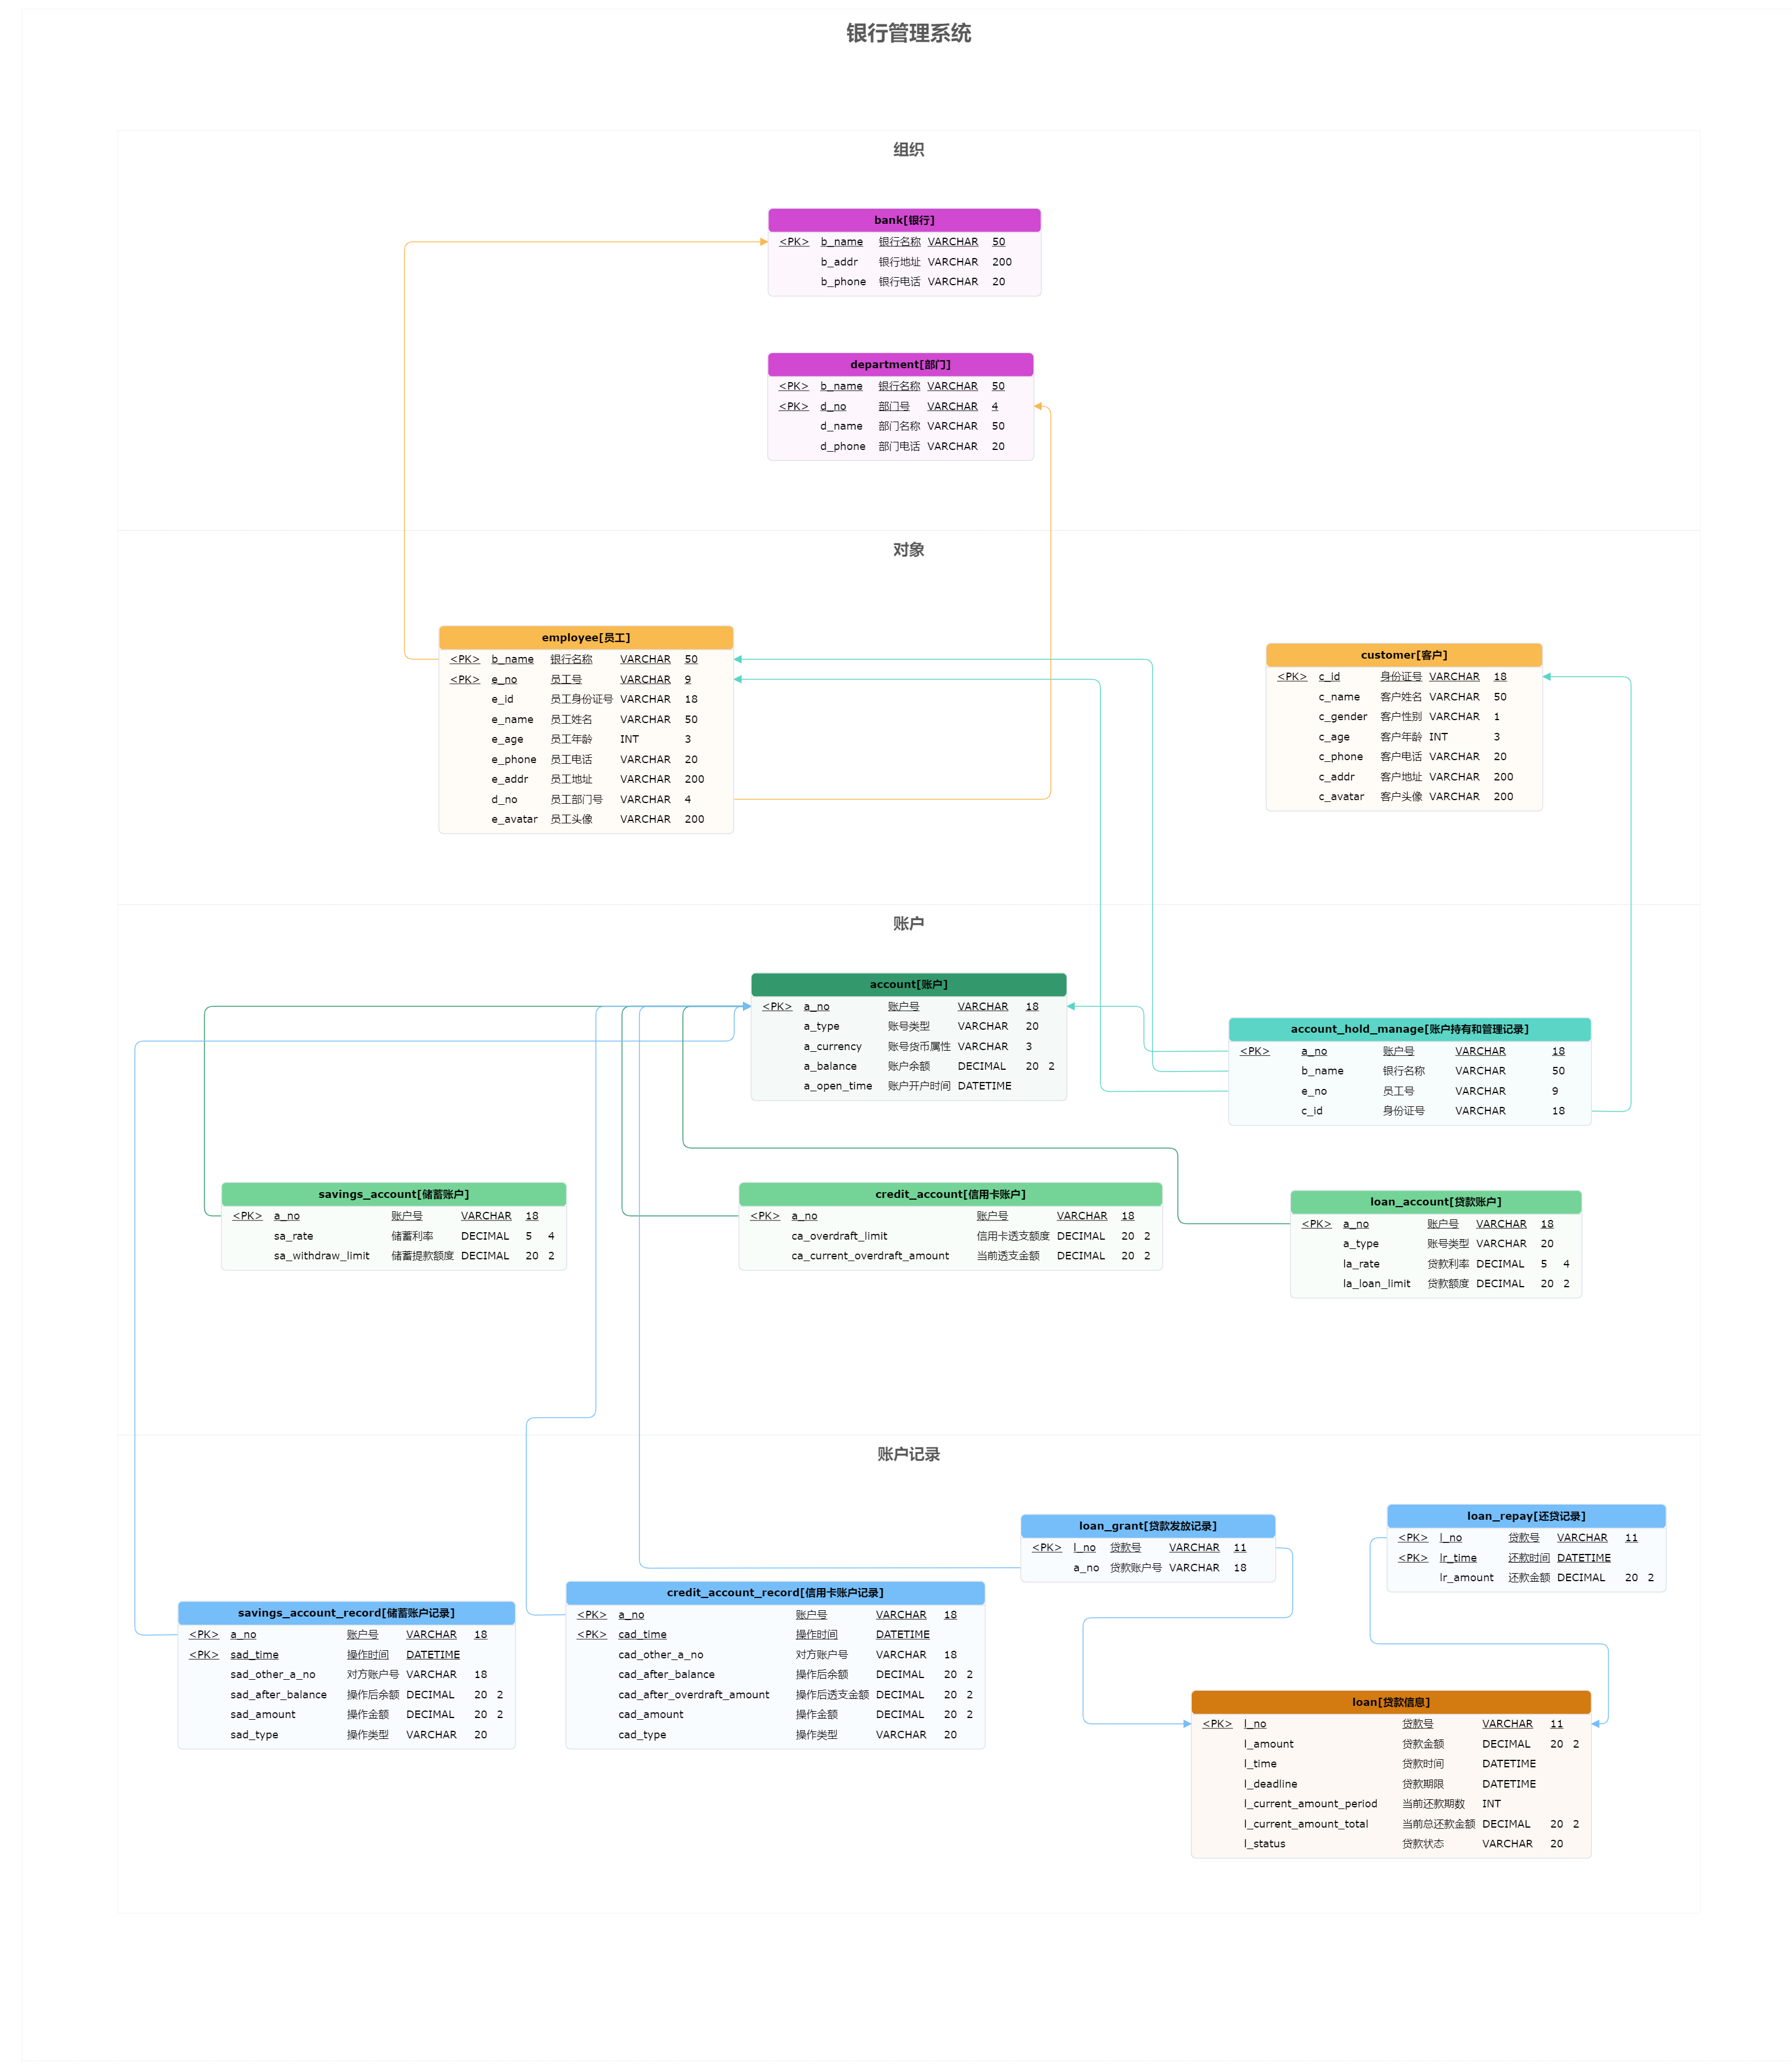 银行管理系统
组织
bank[银行]
<PK> b_name 银行名称 VARCHAR 50
b_addr 银行地址 VARCHAR 200
b_phone 银行电话 VARCHAR 20
department[部门]
<PK> b_name 银行名称 VARCHAR 50
<PK> d_no 部门号 VARCHAR 4
d_name 部门名称 VARCHAR 50
d_phone 部门电话 VARCHAR 20
对象
employee[员工]
<PK> b_name 银行名称 VARCHAR 50
<PK> e_no 员工号 VARCHAR 9
e_id 员工身份证号 VARCHAR 18
e_name 员工姓名 VARCHAR 50
e_age 员工年龄 INT 3
e_phone 员工电话 VARCHAR 20
e_addr 员工地址 VARCHAR 200
d_no 员工部门号 VARCHAR 4
e_avatar 员工头像 VARCHAR 200
customer[客户]
<PK> c_id 身份证号 VARCHAR 18
c_name 客户姓名 VARCHAR 50
c_gender 客户性别 VARCHAR 1
c_age 客户年龄 INT 3
c_phone 客户电话 VARCHAR 20
c_addr 客户地址 VARCHAR 200
c_avatar 客户头像 VARCHAR 200
账户
account[账户]
<PK> a_no 账户号 VARCHAR 18
a_type 账号类型 VARCHAR 20
a_currency 账号货币属性 VARCHAR 3
a_balance 账户余额 DECIMAL 20 2
a_open_time 账户开户时间 DATETIME
account_hold_manage[账户持有和管理记录]
<PK> a_no 账户号 VARCHAR 18
b_name 银行名称 VARCHAR 50
e_no 员工号 VARCHAR 9
c_id 身份证号 VARCHAR 18
savings_account[储蓄账户]
<PK> a_no 账户号 VARCHAR 18
sa_rate 储蓄利率 DECIMAL 5 4
sa_withdraw_limit 储蓄提款额度 DECIMAL 20 2
credit_account[信用卡账户]
<PK> a_no 账户号 VARCHAR 18
ca_overdraft_limit 信用卡透支额度 DECIMAL 20 2
ca_current_overdraft_amount 当前透支金额 DECIMAL 20 2
loan_account[贷款账户]
<PK> a_no 账户号 VARCHAR 18
a_type 账号类型 VARCHAR 20
la_rate 贷款利率 DECIMAL 5 4
la_loan_limit 贷款额度 DECIMAL 20 2
账户记录
loan_grant[贷款发放记录]
<PK> l_no 贷款号 VARCHAR 11
a_no 贷款账户号 VARCHAR 18
loan_repay[还贷记录]
<PK> l_no 贷款号 VARCHAR 11
<PK> lr_time 还款时间 DATETIME
lr_amount 还款金额 DECIMAL 20 2
savings_account_record[储蓄账户记录]
<PK> a_no 账户号 VARCHAR 18
<PK> sad_time 操作时间 DATETIME
sad_other_a_no 对方账户号 VARCHAR 18
sad_after_balance 操作后余额 DECIMAL 20 2
sad_amount 操作金额 DECIMAL 20 2
sad_type 操作类型 VARCHAR 20
credit_account_record[信用卡账户记录]
<PK> a_no 账户号 VARCHAR 18
<PK> cad_time 操作时间 DATETIME
cad_other_a_no 对方账户号 VARCHAR 18
cad_after_balance 操作后余额 DECIMAL 20 2
cad_after_overdraft_amount 操作后透支金额 DECIMAL 20 2
cad_amount 操作金额 DECIMAL 20 2
cad_type 操作类型 VARCHAR 20
loan[贷款信息]
<PK> l_no 贷款号 VARCHAR 11
l_amount 贷款金额 DECIMAL 20 2
l_time 贷款时间 DATETIME
l_deadline 贷款期限 DATETIME
l_current_amount_period 当前还款期数 INT
l_current_amount_total 当前总还款金额 DECIMAL 20 2
l_status 贷款状态 VARCHAR 20